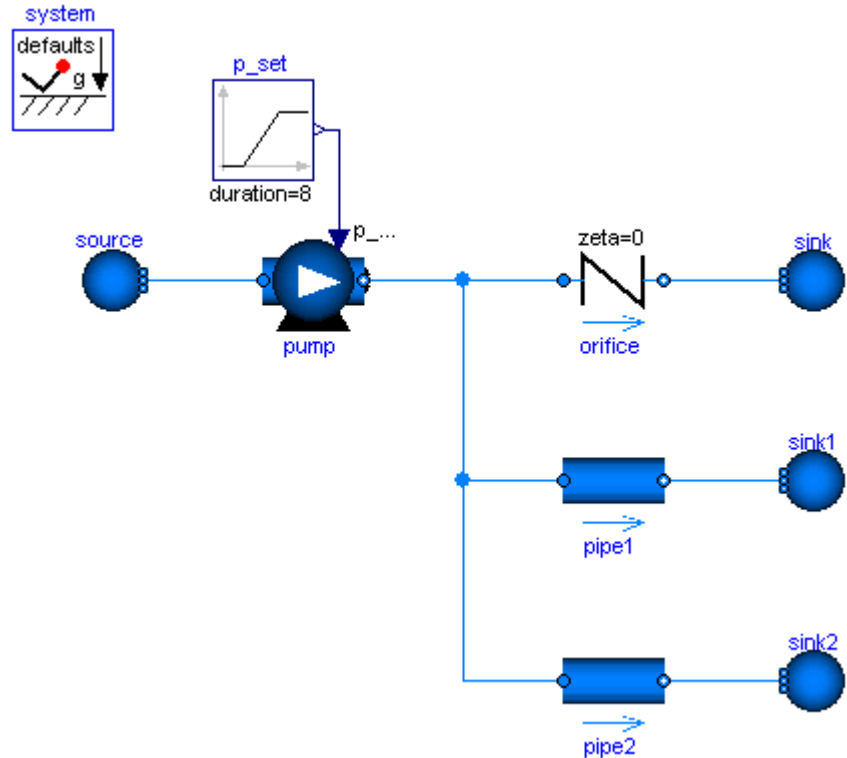 system
defaults
g
p_set
duration=8
p_...
source
pump
zeta=0
orifice
sink
sink1
pipe1
sink2
pipe2